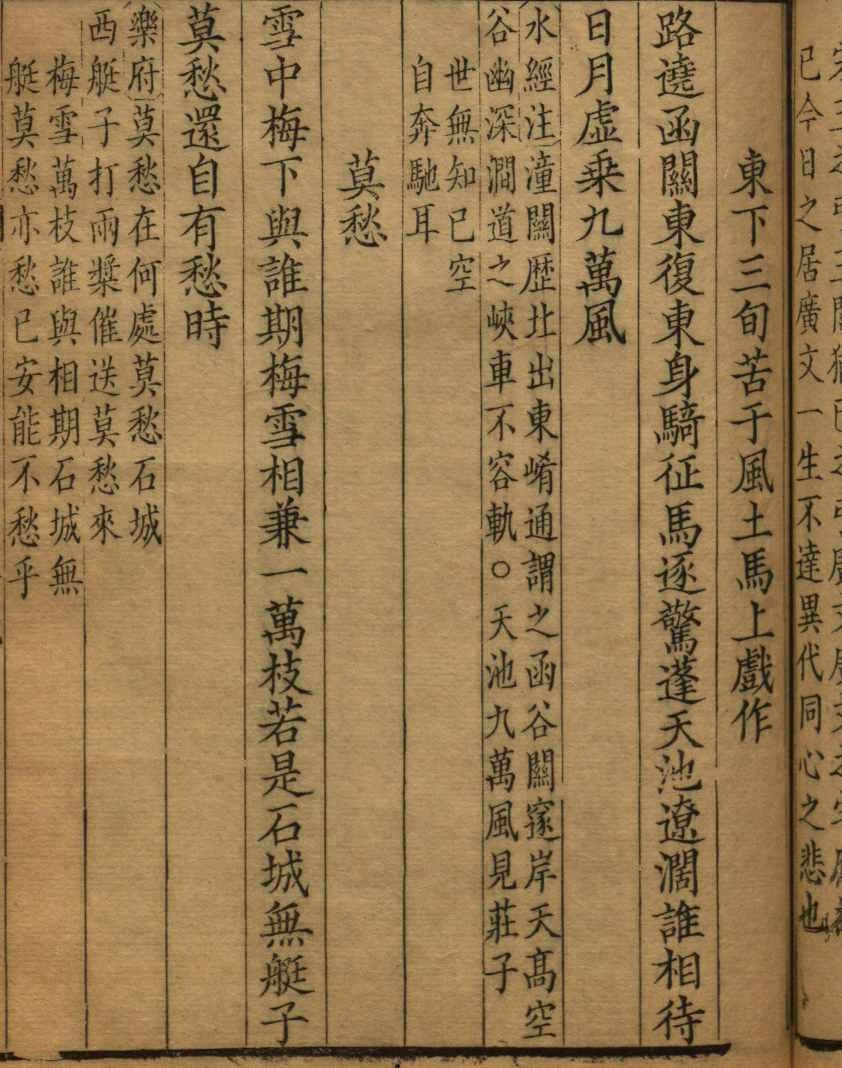 已今日之居廣文一生不達異代同心之悲也
東下三旬苦于風土馬上戲作
路遶函關東復東身騎征馬逐驚蓬天池遼濶誰相待
日月虚乗九萬風
水經注潼關歴北出東崤通謂之函谷關䆳岸天髙空
谷幽深澗道之峽車不容軌○天池九萬風見莊子
世無知已空
自奔馳耳
莫愁
雪中梅下與誰期梅雪相兼一萬枝若是石城無艇子
莫愁還自有愁時
樂府莫愁在何處莫愁石城
西艇子打兩槳催送莫愁來
梅雪萬枝誰與相期石城無
艇莫愁亦愁已安能不愁乎